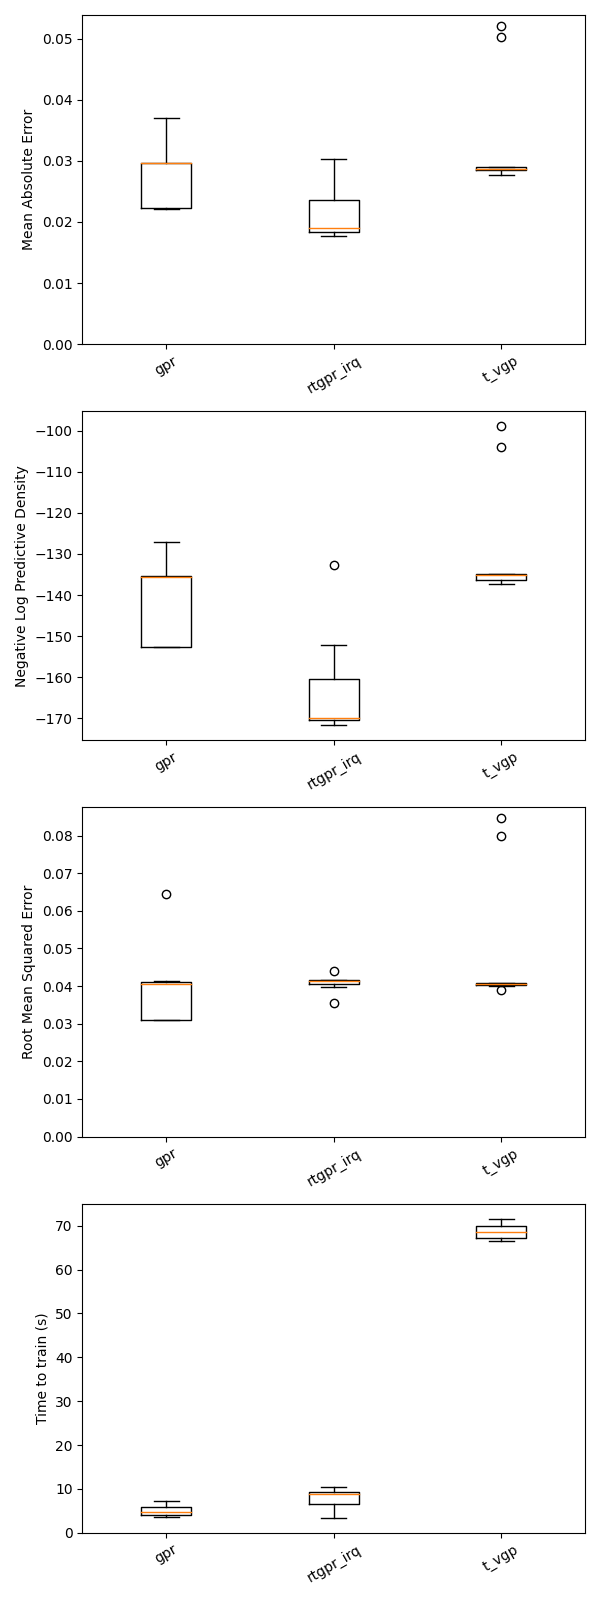 Mean Absolute Error
0.05
0.04
0.03
0.02
0.01
0.00
gpr
rtgpr_irq
t_vgp
Negative Log Predictive Density
−100
−110
−120
−130
−140
−150
−160
−170
gpr
rtgpr_irq
t_vgp
Root Mean Squared Error
0.08
0.07
0.06
0.05
0.04
0.03
0.02
0.01
0.00
gpr
rtgpr_irq
t_vgp
Time to train (s)
70
60
50
40
30
20
10
0
gpr
rtgpr_irq
t_vgp